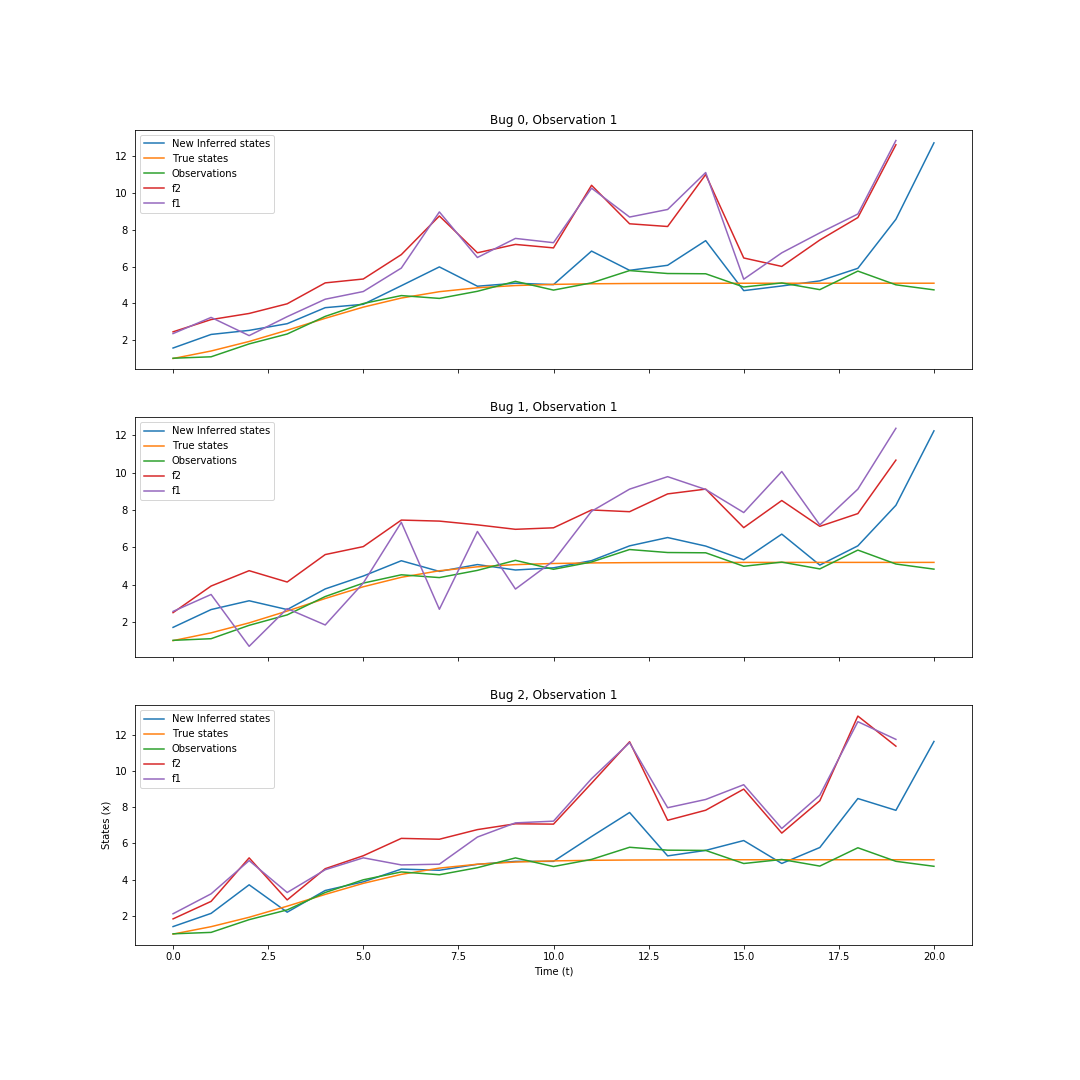 Bug 0, Observation 1
New Inferred states
True states
Observations
f2
f1
12
10
8
6
4
2
Bug 1, Observation 1
New Inferred states
True states
Observations
f2
f1
12
10
8
6
4
2
Bug 2, Observation 1
New Inferred states
True states
Observations
f2
f1
12
10
8
6
4
2
States (x)
0.0 2.5 5.0 7.5 10.0 12.5 15.0 17.5 20.0
Time (t)